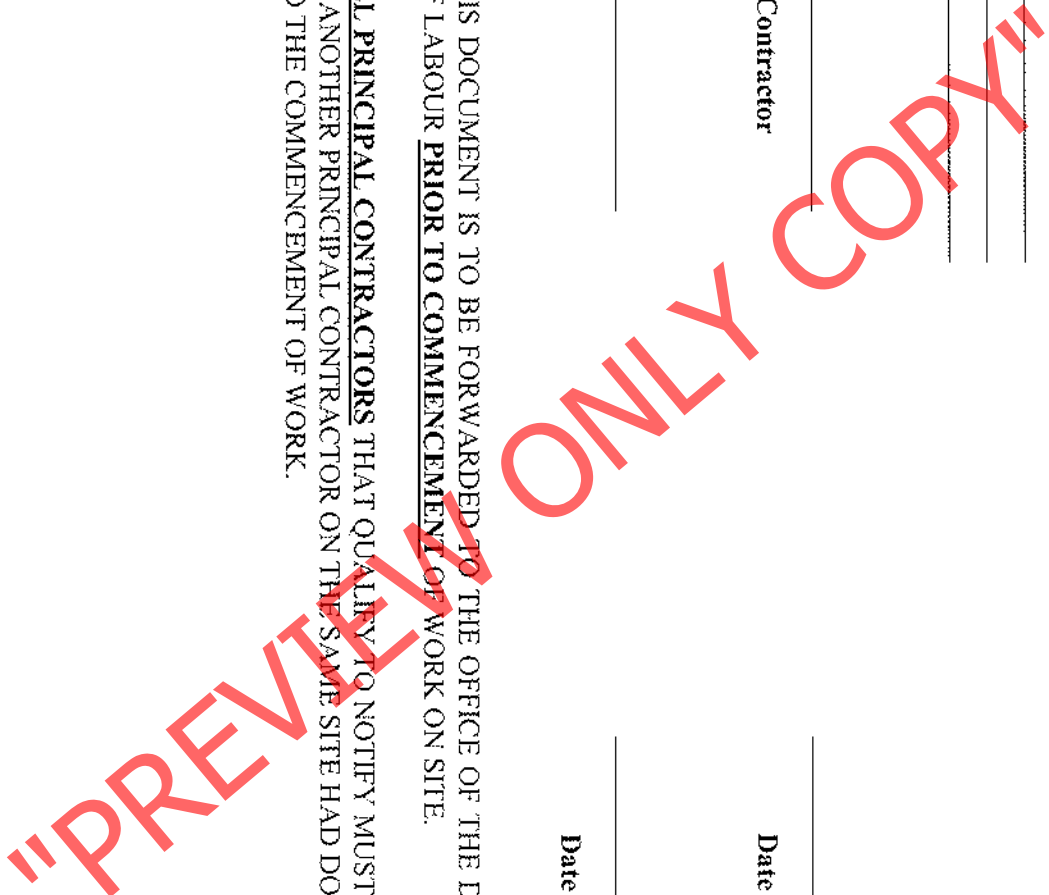 Contractor Date
Date
IS DOCUMENT IS TO BE FORWARDED TO THE OFFICE OF THE
LABOUR PRIOR TO COMMENCEMENT OF WORK ON SITE.
L PRINCIPAL CONTRACTORS THAT QUALIFY TO NOTIFY MUST
ANOTHER PRINCIPAL CONTRACTOR ON THE SAME SITE HAD DO
THE COMMENCEMENT OF WORK.
"PREVIEW ONLY COPY"